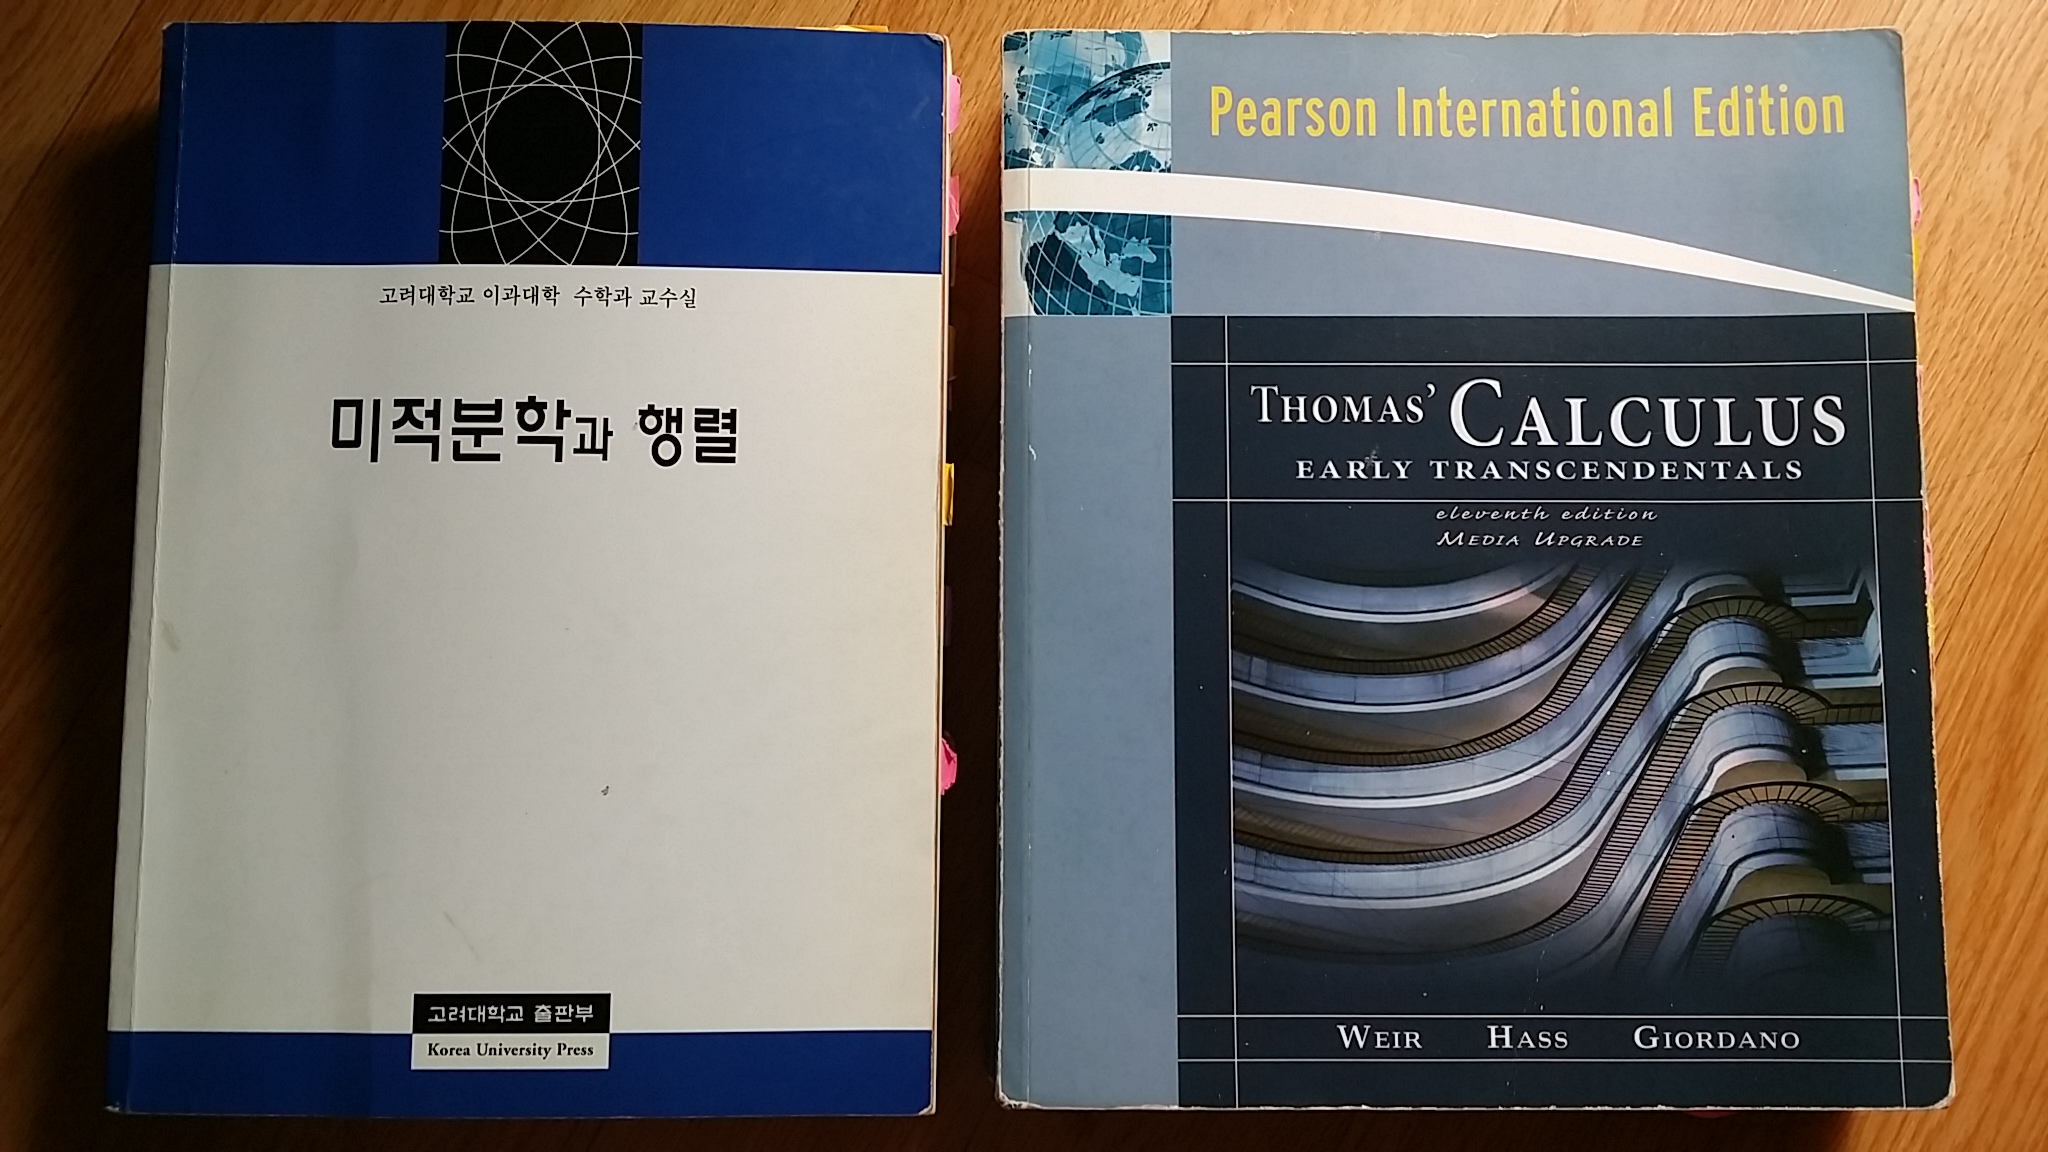 고려대학교 이과대학 수학과 교수실
미적분학과 행렬
고려대학교 출판부
Korea University Press
Pearson International Edition
THOMAS' CALCULUS
EARLY TRANSCENDENTALS
eleventh edition
MEDIA UPGRADE
WEIR HASS GIORDANO